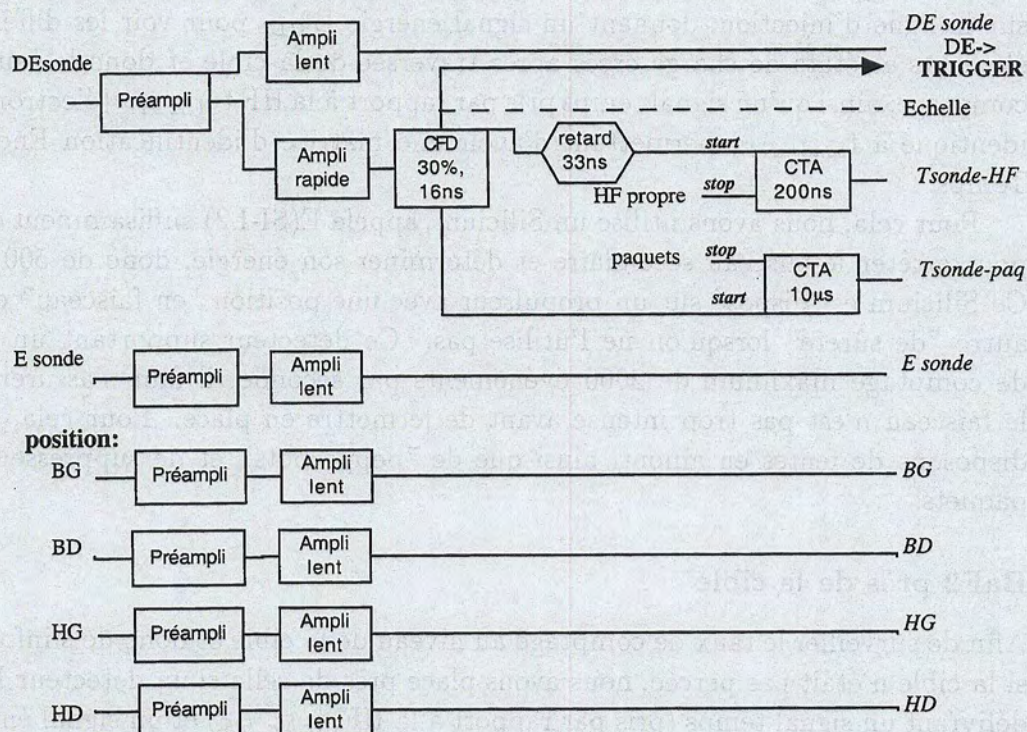 DE sonde
DE->
TRIGGER
DEsonde
Préampli
Ampli
lent
Echelle
Ampli
rapide
CFD
30%,
16ns
retard
33ns
start
HF propre
stop
CTA
200ns
Tsonde-HF
paquets
stop
start
CTA
10µs
Tsonde-paq
E sonde
Préampli
Ampli
lent
E sonde
position:
BG
Préampli
Ampli
lent
BG
BD
Préampli
Ampli
lent
BD
HG
Préampli
Ampli
lent
HG
HD
Préampli
Ampli
lent
HD